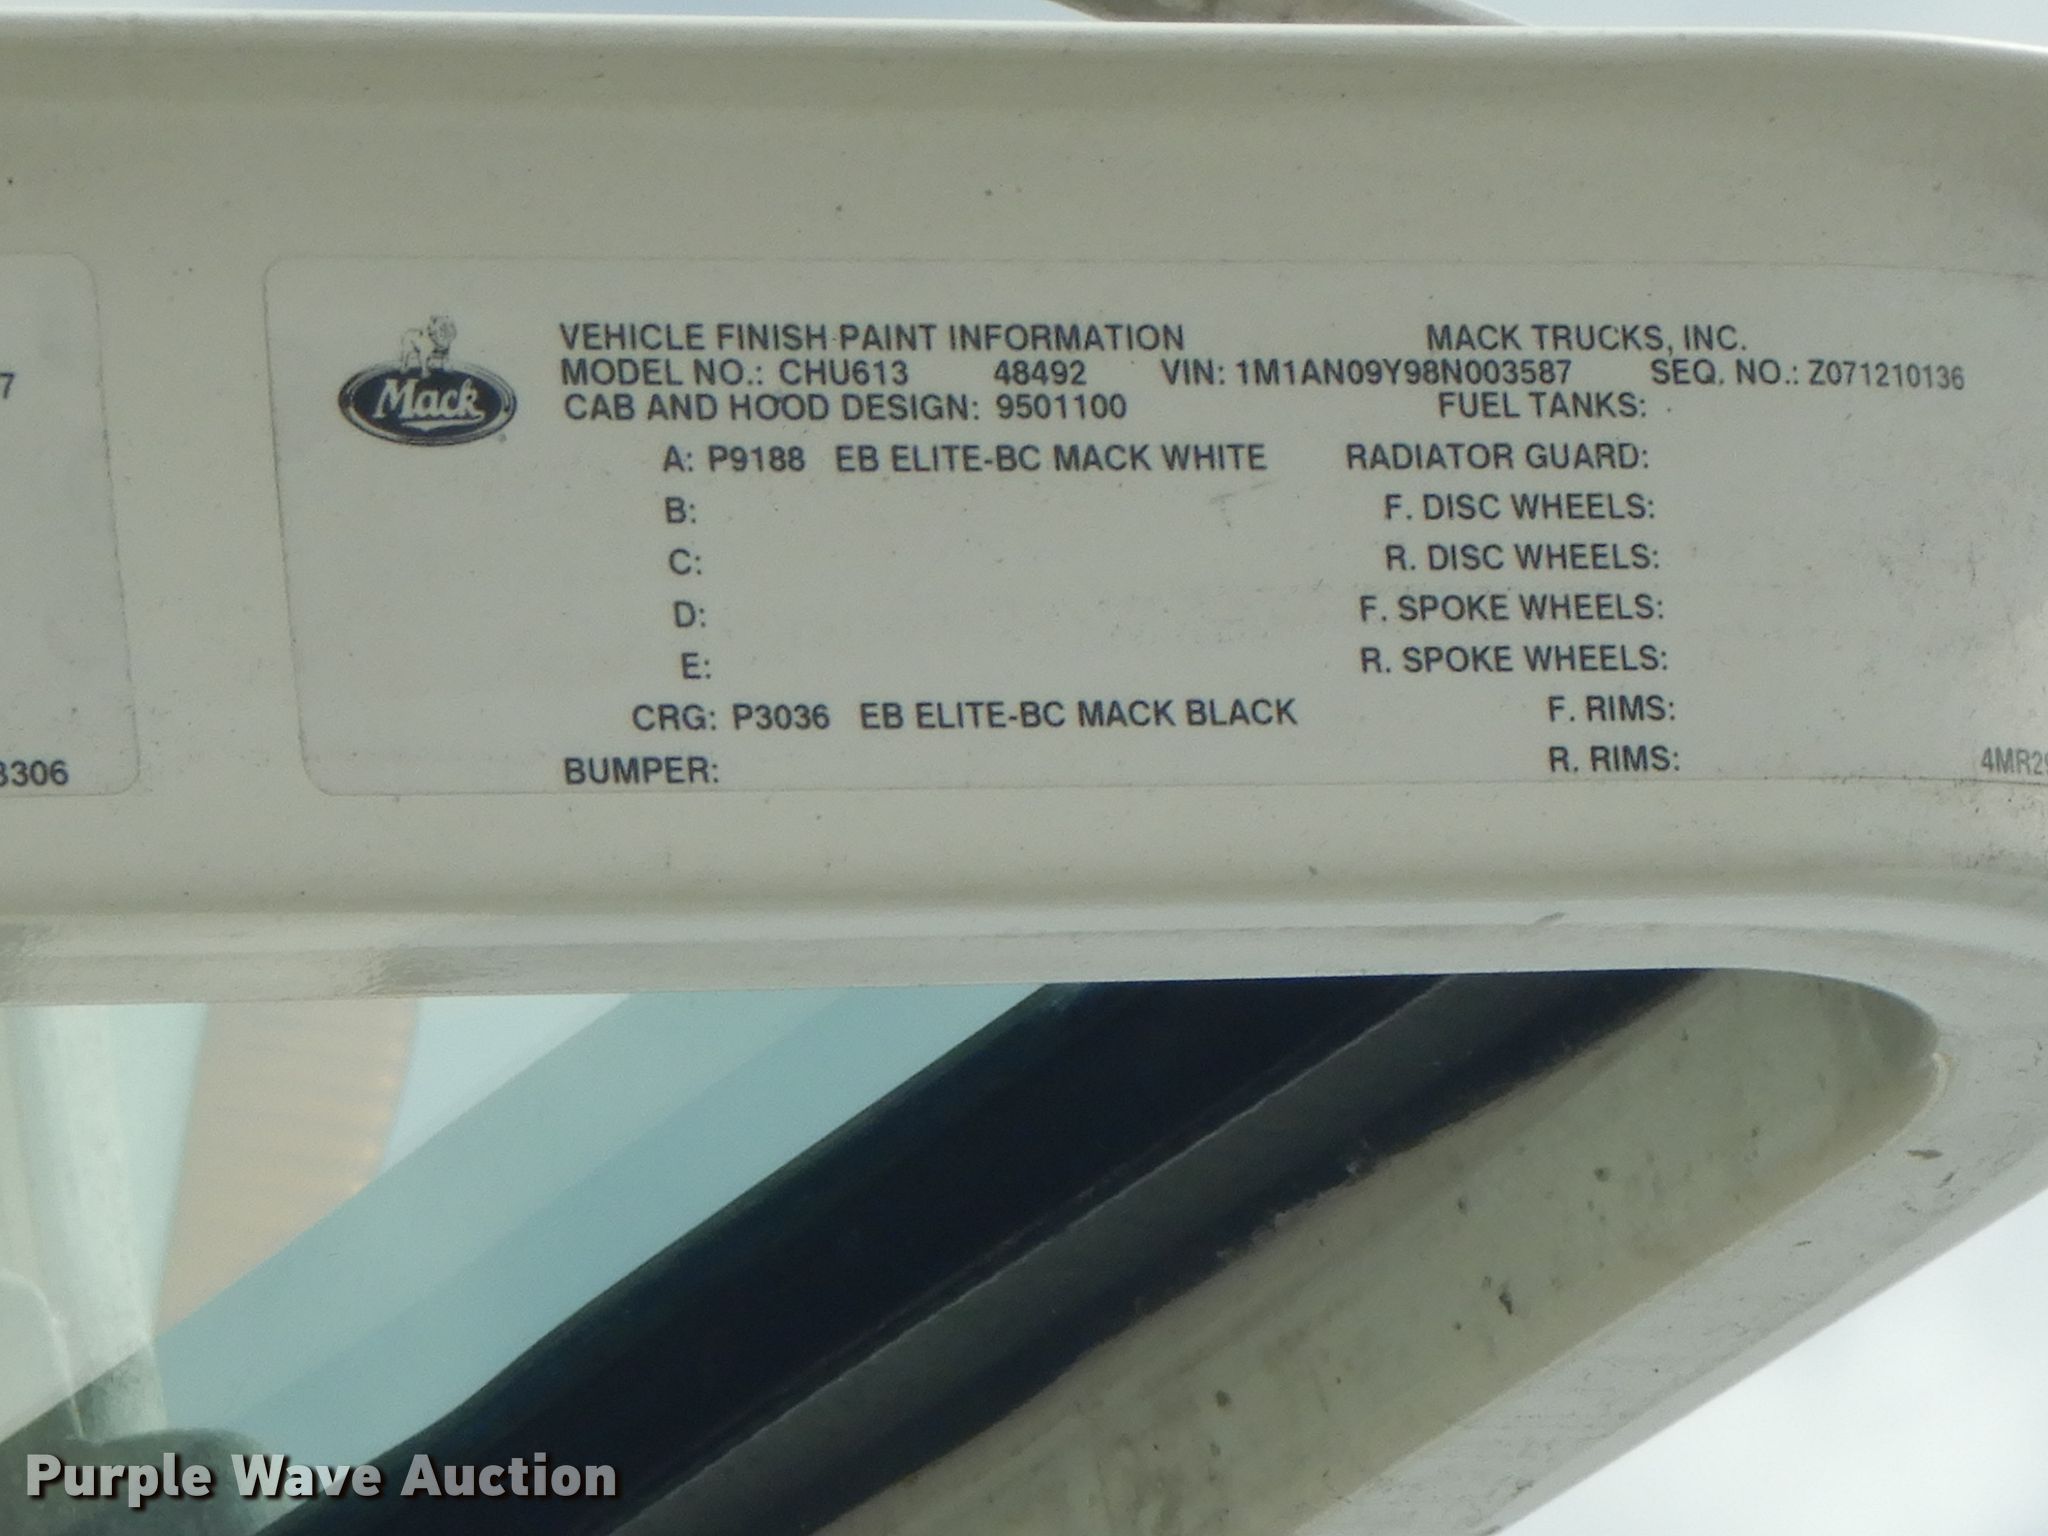 7
3306
Mack
VEHICLE FINISH PAINT INFORMATION MACK TRUCKS, INC.
MODEL NO.: CHU613 48492 VIN: 1M1AN09Y98N003587 SEQ. NO.: Z071210136
CAB AND HOOD DESIGN: 9501100 FUEL TANKS:
A: P9188 EB ELITE-BC MACK WHITE RADIATOR GUARD:
B: F. DISC WHEELS:
C: R. DISC WHEELS:
D: F. SPOKE WHEELS:
E: R. SPOKE WHEELS:
CRG: P3036 EB ELITE-BC MACK BLACK F. RIMS:
BUMPER: R. RIMS: 4MR29
Purple Wave Auction